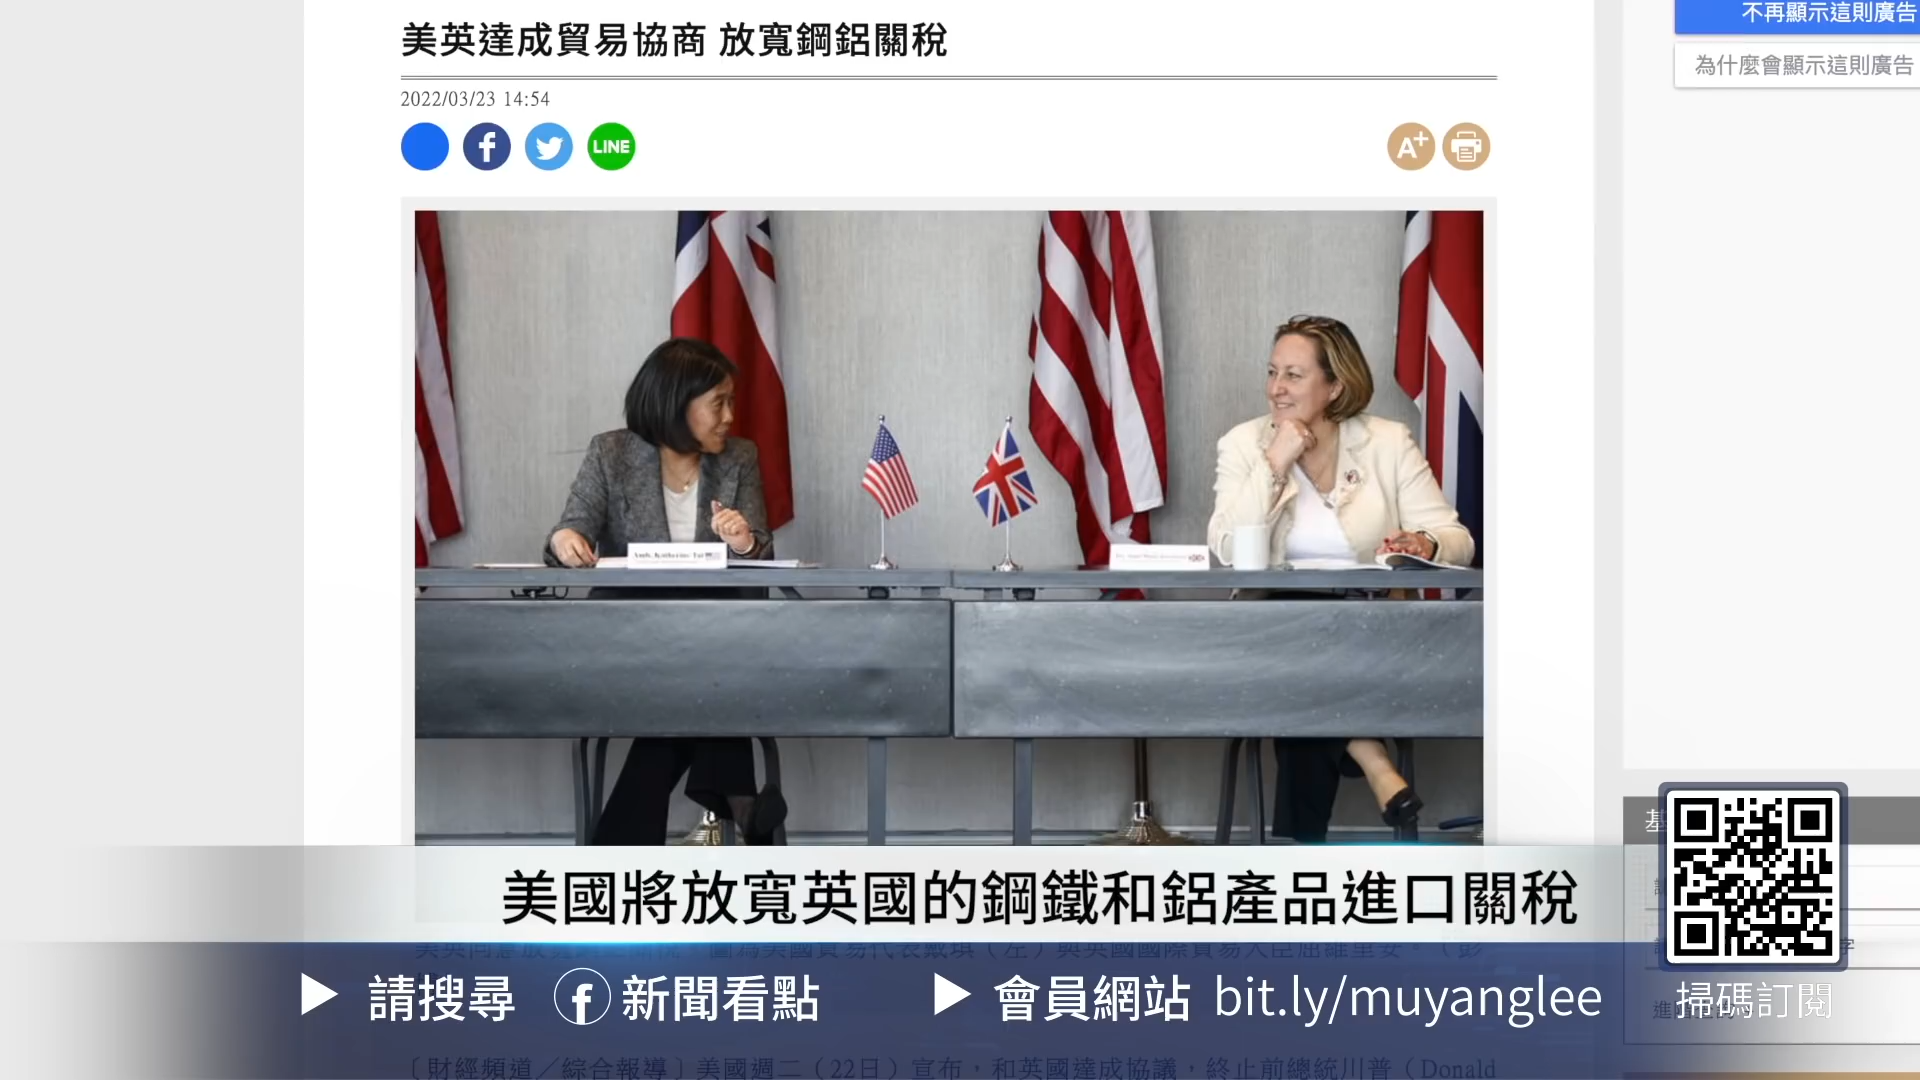 不再顯示這則廣告
為什麼會顯示這則廣告
美英達成貿易協商 放寬鋼鋁關稅
2022/03/23 14:54
LINE
A+
Amb. Katherine Tai
美國將放寬英國的鋼鐵和鋁產品進口關稅
請搜尋 f 新聞看點
會員網站 bit.ly/muyanglee
掃碼訂閱
〔財經頻道／綜合報導〕美國週二（22日）宣布，和英國達成協議，終止前總統川普（Donald